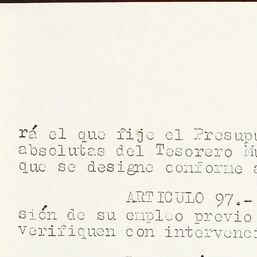 rá el que fije el Presupu
absolutas del Tesorero Mu
que se designe conforme a
ARTICULO 97.-
sión de su empleo previo
verifiquen con intervenci